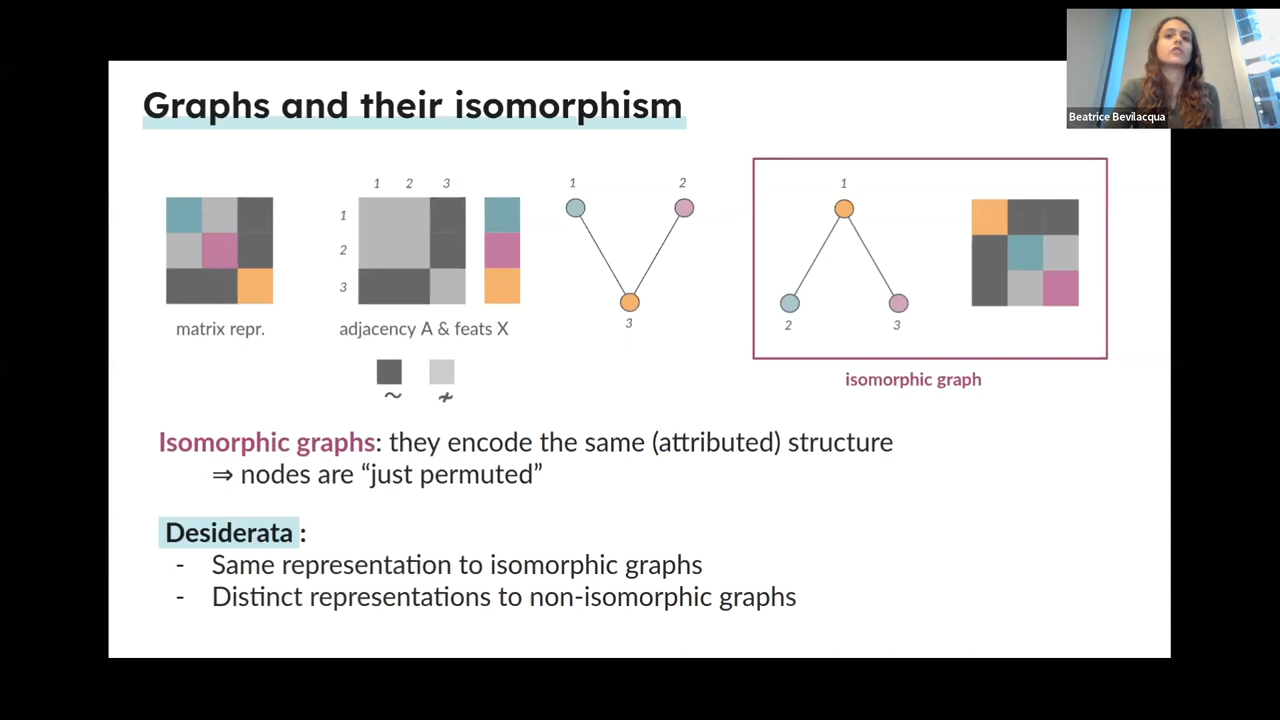 Graphs and their isomorphism
Beatrice Bevilacqua
1 2 3
1
2
3
1 2
3
1
2 3
matrix repr.
adjacency A & feats X
~ ≁
isomorphic graph
Isomorphic graphs: they encode the same (attributed) structure
⇒ nodes are “just permuted”
Desiderata :
- Same representation to isomorphic graphs
- Distinct representations to non-isomorphic graphs